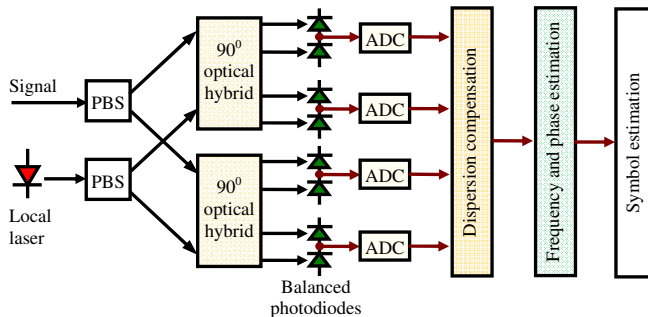 Signal
PBS
Local
laser
PBS
90⁰
optical
hybrid
90⁰
optical
hybrid
Balanced
photodiodes
ADC
ADC
ADC
ADC
Dispersion compensation
Frequency and phase estimation
Symbol estimation